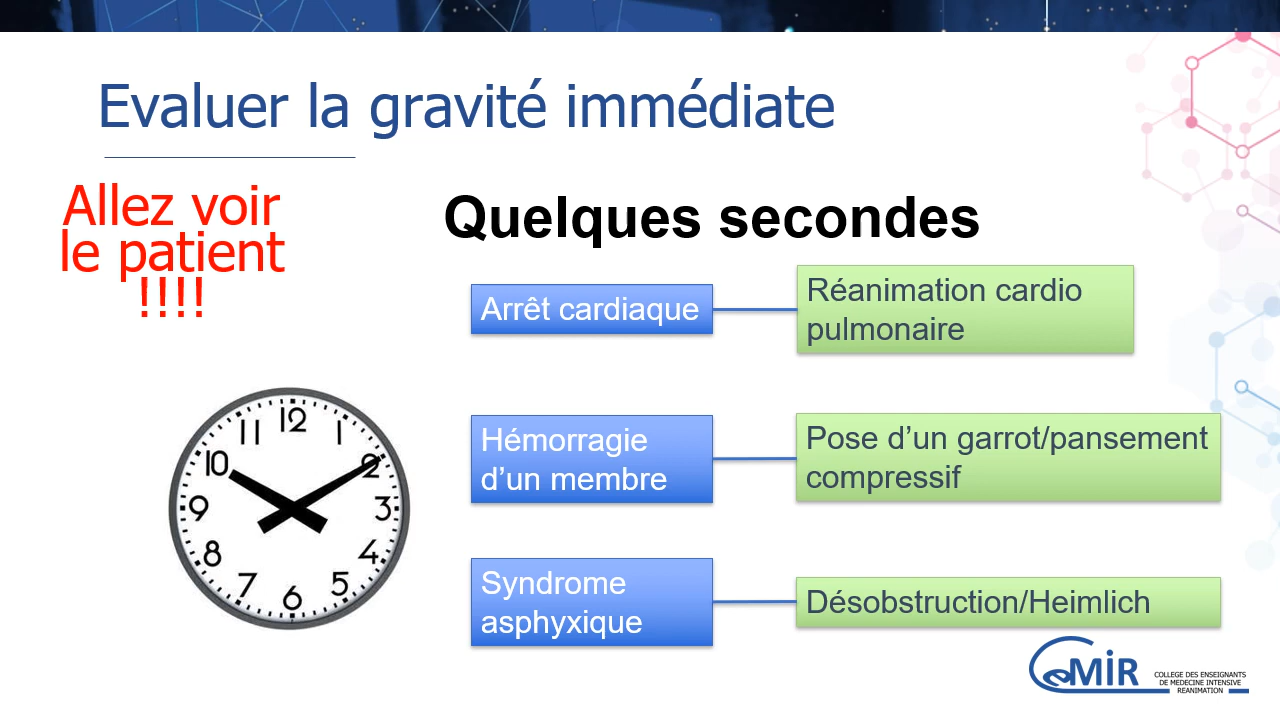 Evaluer la gravité immédiate
Allez voir
le patient
!!!!
Quelques secondes
Arrêt cardiaque
Réanimation cardio
pulmonaire
Hémorragie
d’un membre
Pose d’un garrot/pansement
compressif
Syndrome
asphyxique
Désobstruction/Heimlich
12
1
2
3
4
5
6
7
8
9
10
11
CEMIR
COLLEGE DES ENSEIGNANTS
DE MEDECINE INTENSIVE
REANIMATION